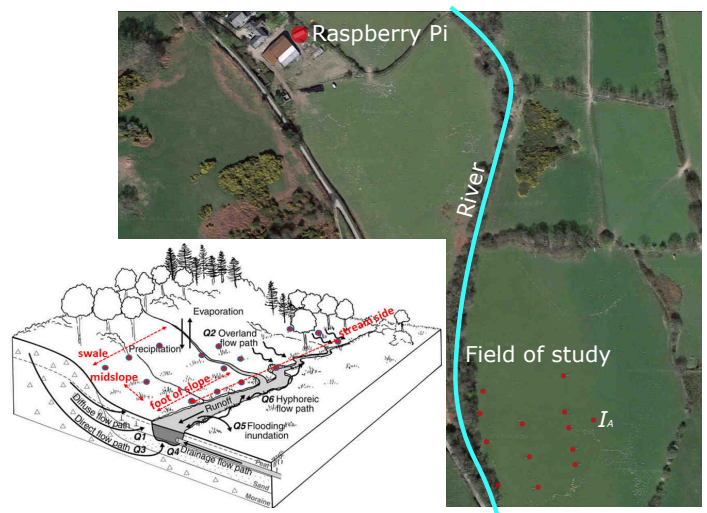 Raspberry Pi
River
Field of study
I_A
Evaporation
Q2 Overland
flow path
stream side
Precipitation
swale
midslope
foot of slope
Runoff
Q6 Hyphoreic
flow path
Q5 Flooding
inundation
Diffuse flow path
Q1
Direct flow path
Q3
Q4
Drainage flow path
Peat
Sand
Moraine